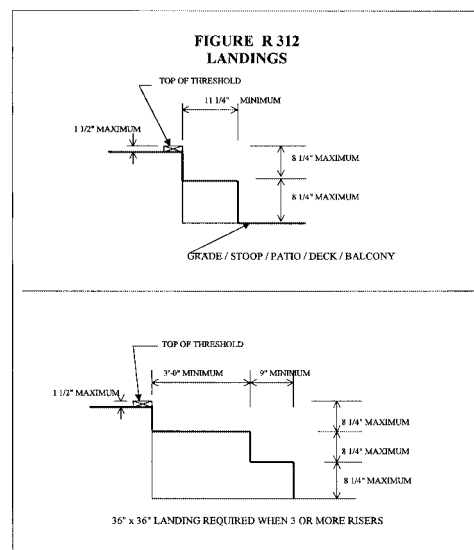 FIGURE R 312
LANDINGS
TOP OF THRESHOLD
11 1/4" MINIMUM
1 1/2" MAXIMUM
8 1/4" MAXIMUM
8 1/4" MAXIMUM
GRADE / STOOP / PATIO / DECK / BALCONY
TOP OF THRESHOLD
3'-0" MINIMUM
9" MINIMUM
1 1/2" MAXIMUM
8 1/4" MAXIMUM
8 1/4" MAXIMUM
8 1/4" MAXIMUM
36" x 36" LANDING REQUIRED WHEN 3 OR MORE RISERS